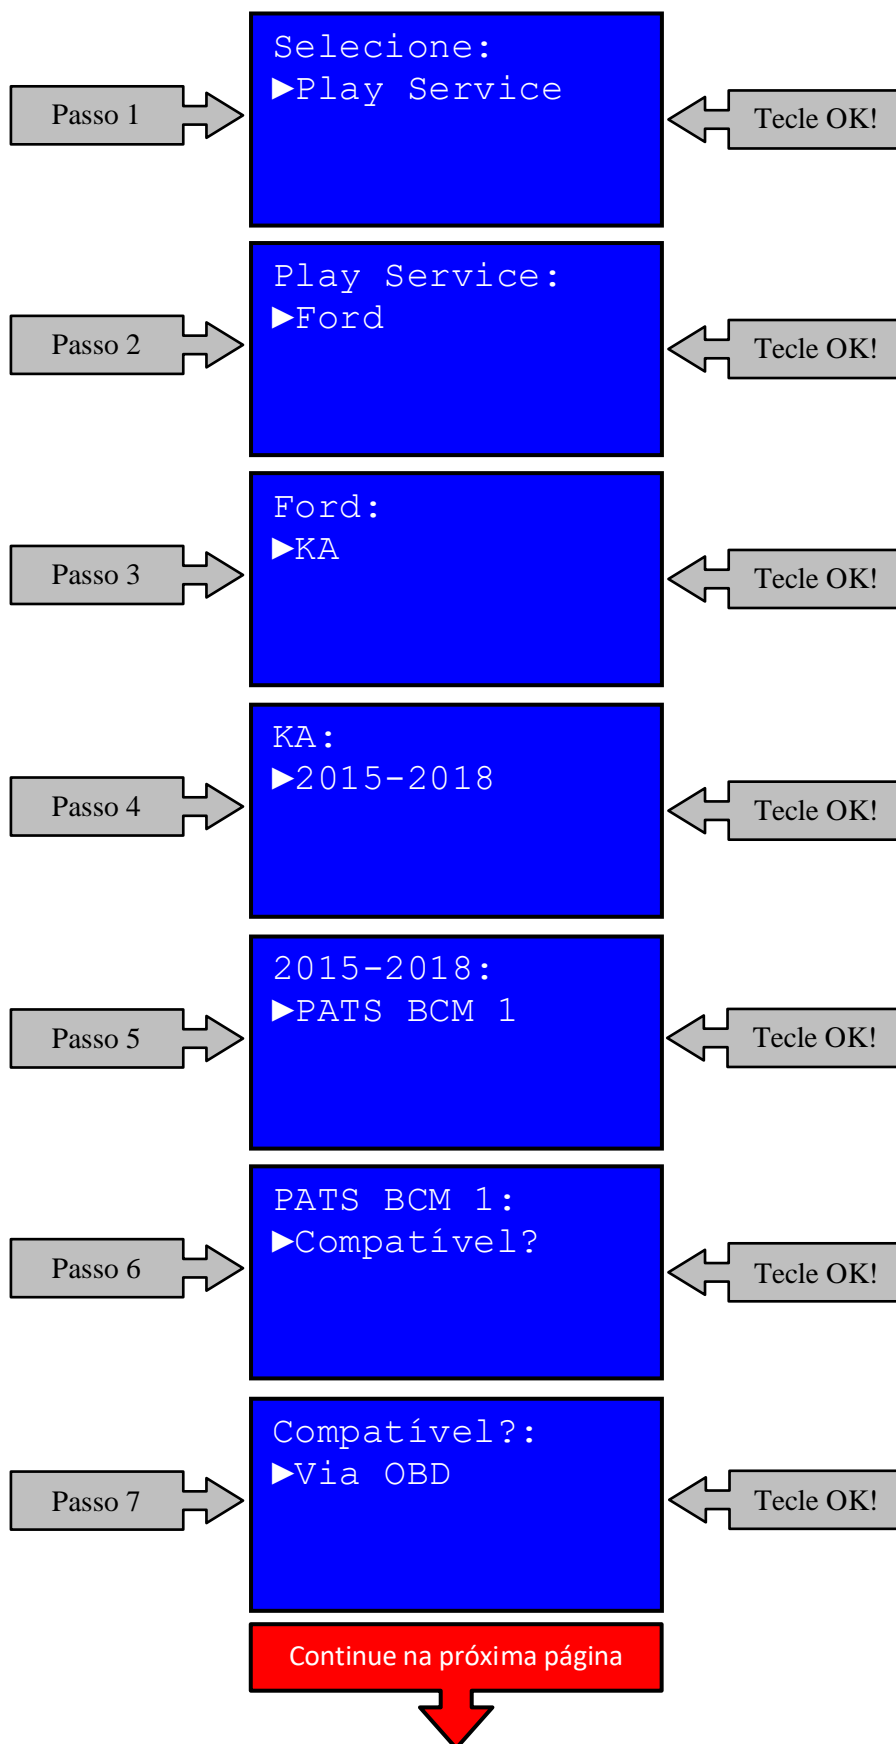 Selecione:
►Play Service
Passo 1
Tecle OK!
Play Service:
►Ford
Passo 2
Tecle OK!
Ford:
►KA
Passo 3
Tecle OK!
KA:
►2015-2018
Passo 4
Tecle OK!
2015-2018:
►PATS BCM 1
Passo 5
Tecle OK!
PATS BCM 1:
►Compatível?
Passo 6
Tecle OK!
Compatível?:
►Via OBD
Passo 7
Tecle OK!
Continue na próxima página